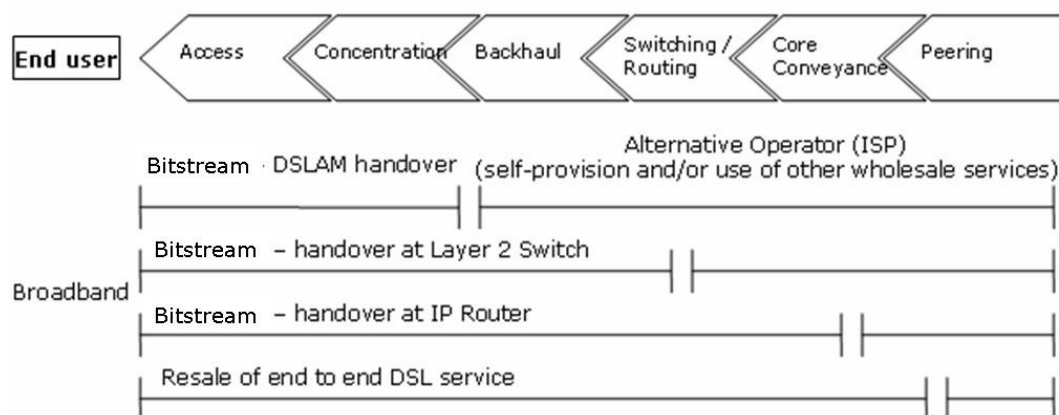 End user
Access
Concentration
Backhaul
Switching /
Routing
Core
Conveyance
Peering
Alternative Operator (ISP)
Bitstream · DSLAM handover
(self-provision and/or use of other wholesale services)
Bitstream – handover at Layer 2 Switch
Broadband
Bitstream – handover at IP Router
Resale of end to end DSL service